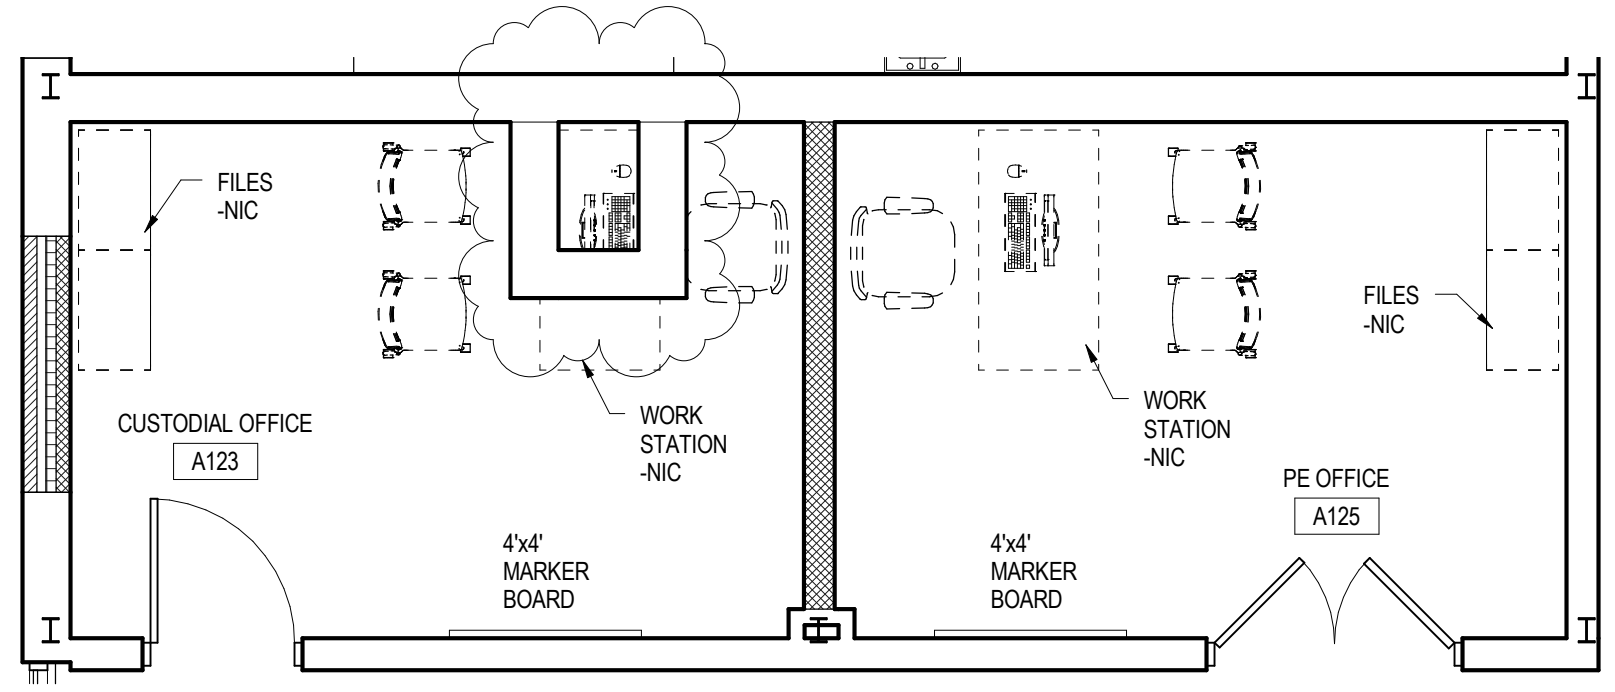 FILES
-NIC
FILES
-NIC
CUSTODIAL OFFICE
A123
WORK
STATION
-NIC
WORK
STATION
-NIC
PE OFFICE
A125
4'x4'
MARKER
BOARD
4'x4'
MARKER
BOARD